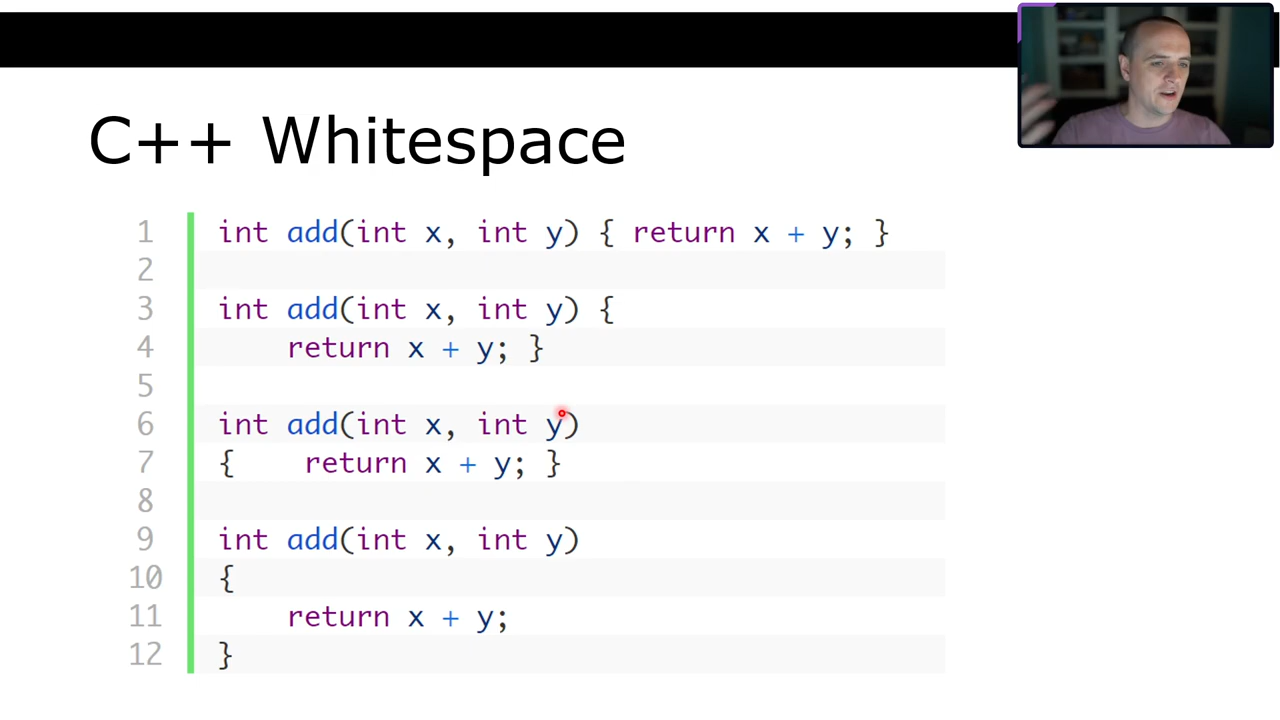 C++ Whitespace
1 int add(int x, int y) { return x + y; }
2
3 int add(int x, int y) {
4     return x + y; }
5
6 int add(int x, int y)
7 {    return x + y; }
8
9 int add(int x, int y)
10 {
11     return x + y;
12 }